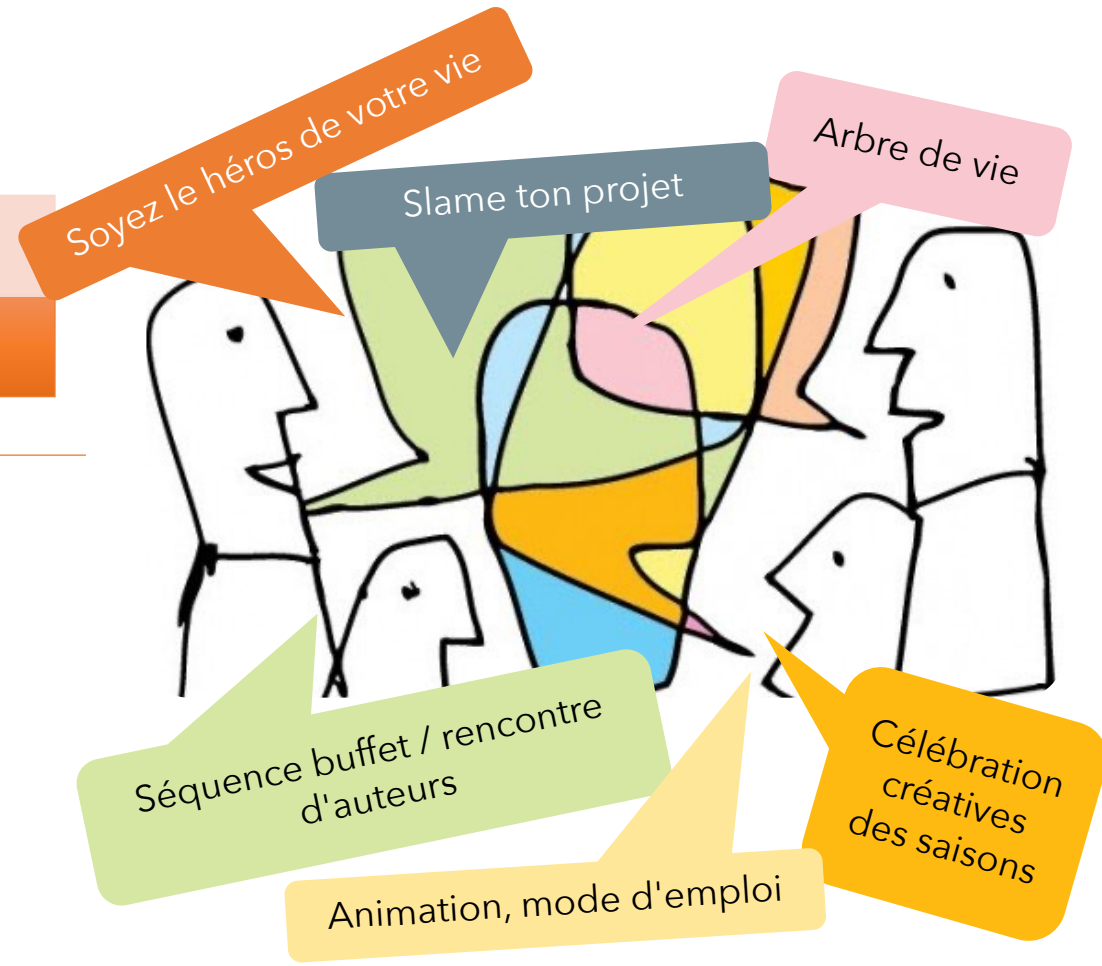 Soyez le héros de votre vie
Slame ton projet
Arbre de vie
Séquence buffet / rencontre
d'auteurs
Célébration
créatives
des saisons
Animation, mode d'emploi